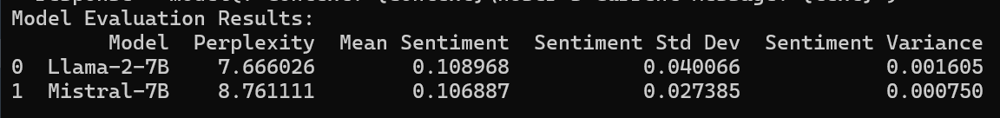 Model Evaluation Results:
Model Perplexity Mean Sentiment Sentiment Std Dev Sentiment Variance
0 Llama-2-7B 7.666026 0.108968 0.040066 0.001605
1 Mistral-7B 8.761111 0.106887 0.027385 0.000750